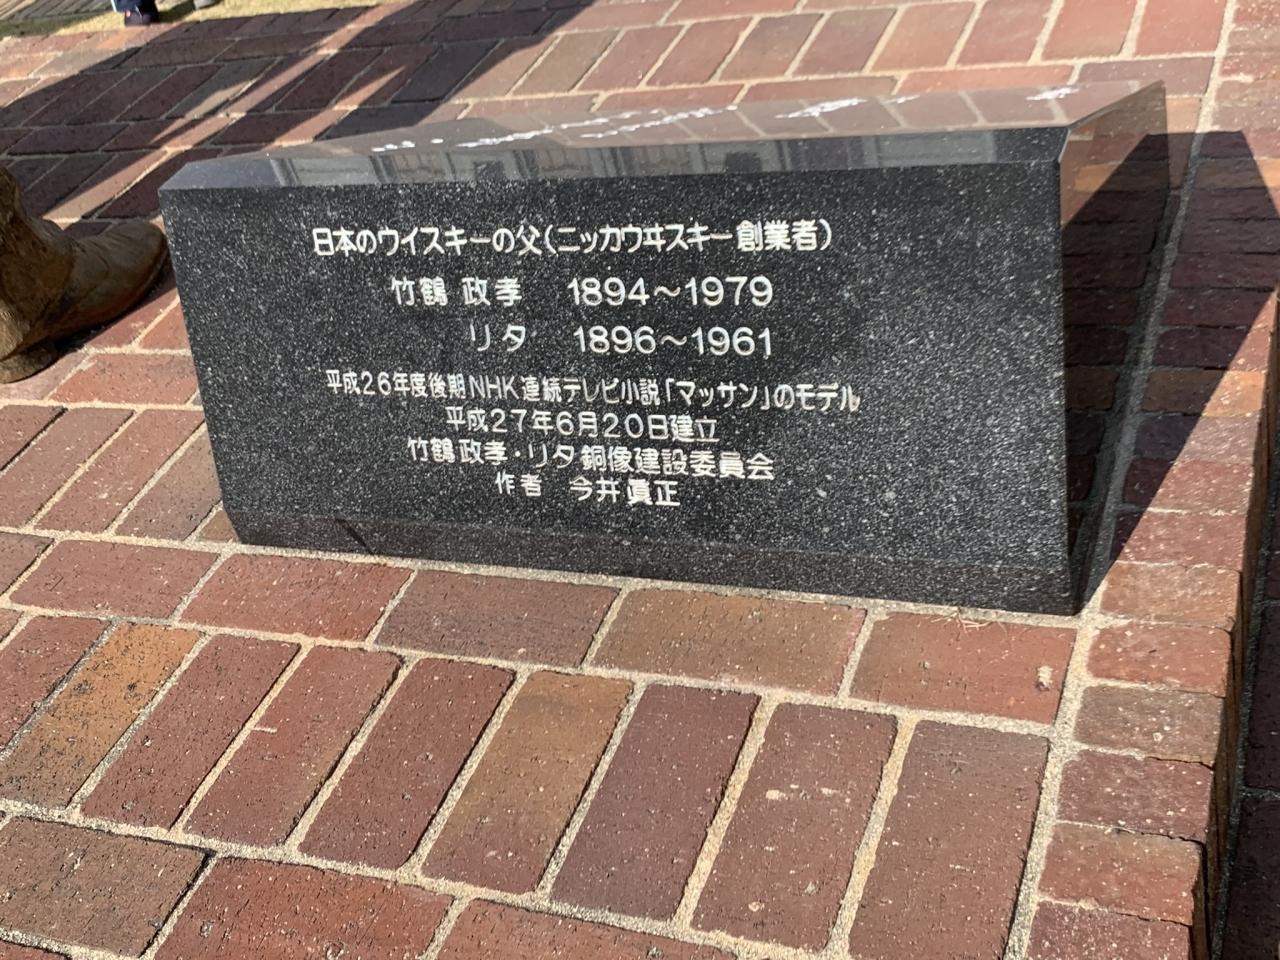 日本のウイスキーの父(ニッカウヰスキー創業者)
竹鶴 政孝 1894～1979
リタ 1896～1961
平成26年度後期NHK連続テレビ小説「マッサン」のモデル
平成27年6月20日建立
竹鶴政孝・リタ銅像建設委員会
作者 今井眞正